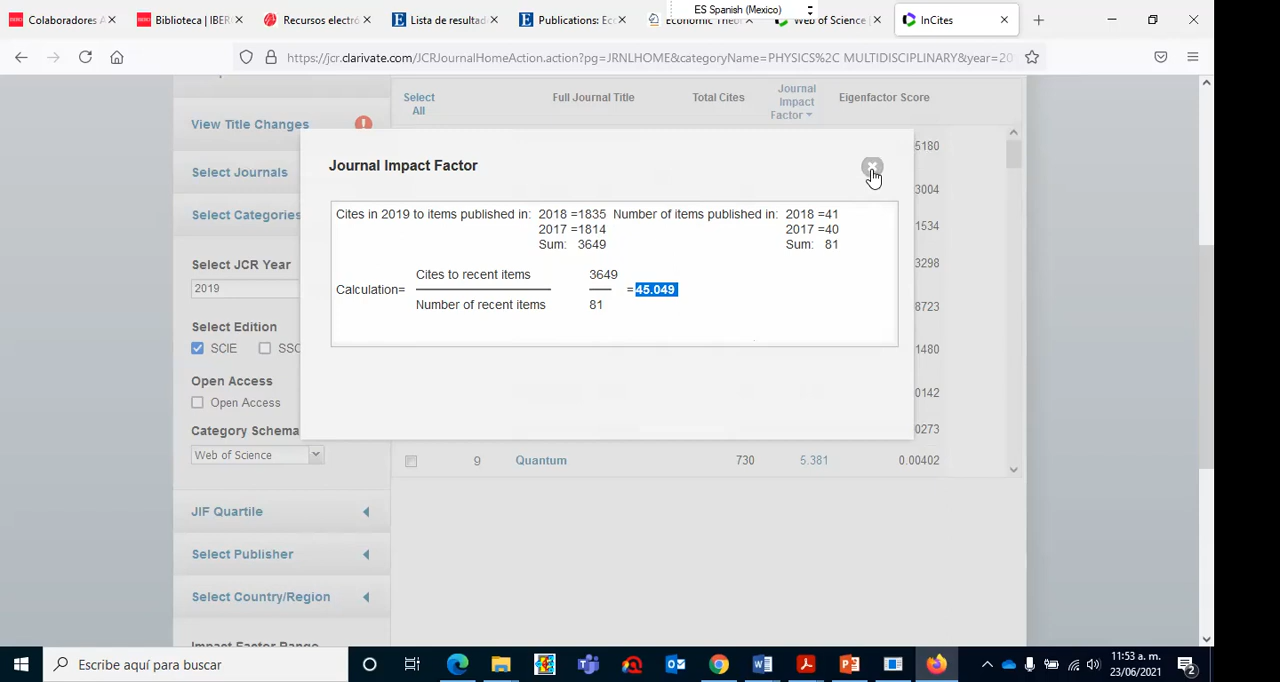 ES Spanish (Mexico)
Colaboradores A
Biblioteca | IBER
Recursos electró
Lista de resultad
Publications: Eco
Economic Theor
Web of Science
InCites
https://jcr.clarivate.com/JCRJournalHomeAction.action?pg=JRNLHOME&categoryName=PHYSICS%2C MULTIDISCIPLINARY&year=20
Select All
Full Journal Title
Total Cites
Journal Impact Factor
Eigenfactor Score
View Title Changes
Select Journals
Select Categories
Select JCR Year
2019
Select Edition
SCIE
SSC
Open Access
Open Access
Category Schema
Web of Science
JIF Quartile
Select Publisher
Select Country/Region
Journal Impact Factor
Cites in 2019 to items published in: 2018 =1835 Number of items published in: 2018 =41
2017 =1814 2017 =40
Sum: 3649 Sum: 81
Cites to recent items 3649
Calculation= =45.049
Number of recent items 81
5180
3004
1534
3298
8723
1480
0142
0273
9 Quantum 730 5.381 0.00402
Escribe aquí para buscar
11:53 a. m.
23/06/2021
2